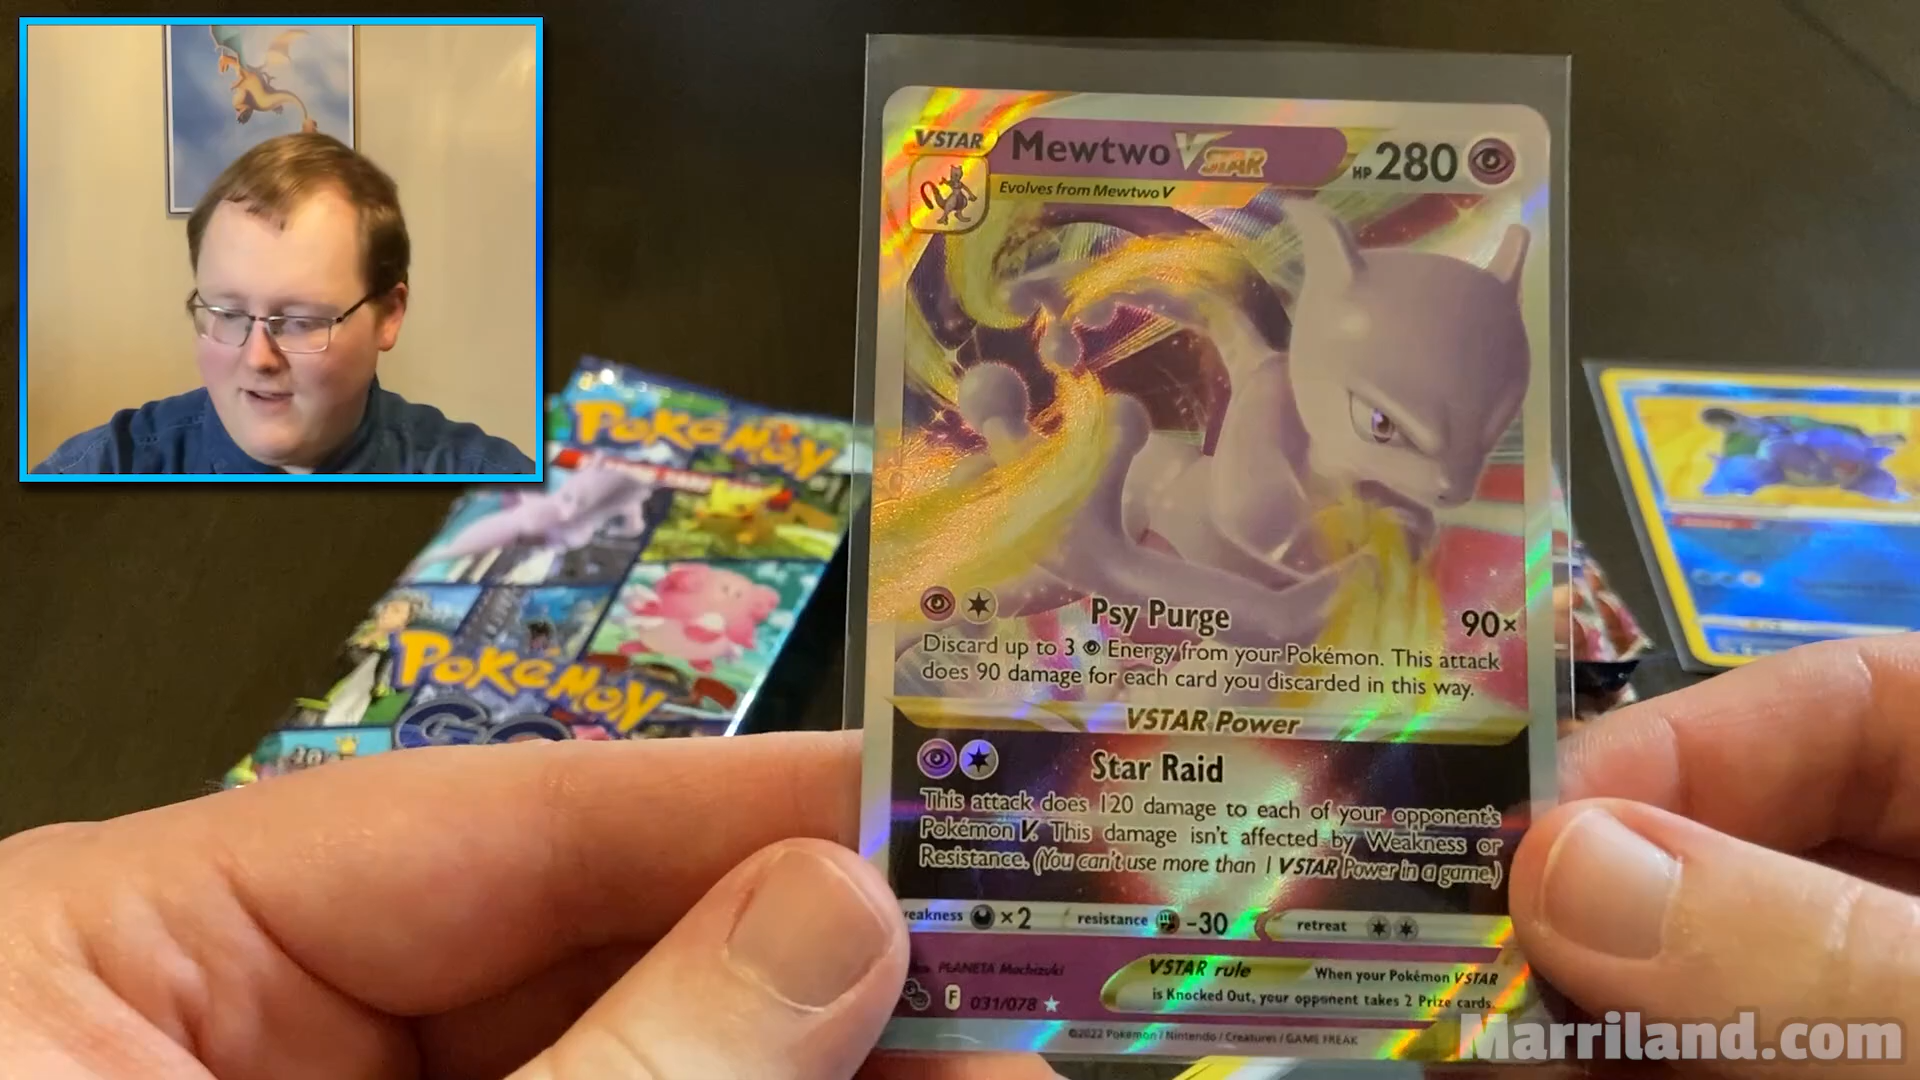 VSTAR
Mewtwo VSTAR
HP 280
Evolves from Mewtwo V
POKÉMON
POKÉMON
GO
Psy Purge 90×
Discard up to 3 Energy from your Pokémon. This attack
does 90 damage for each card you discarded in this way.
VSTAR Power
Star Raid
This attack does 120 damage to each of your opponent's
Pokémon V. This damage isn't affected by Weakness or
Resistance. (You can't use more than 1 VSTAR Power in a game.)
eakness ×2 resistance -30 retreat
PLANETA Mochizuki
F 031/078
VSTAR rule
When your Pokémon VSTAR
is Knocked Out, your opponent takes 2 Prize cards.
©2022 Pokémon / Nintendo / Creatures / GAME FREAK
Marriland.com